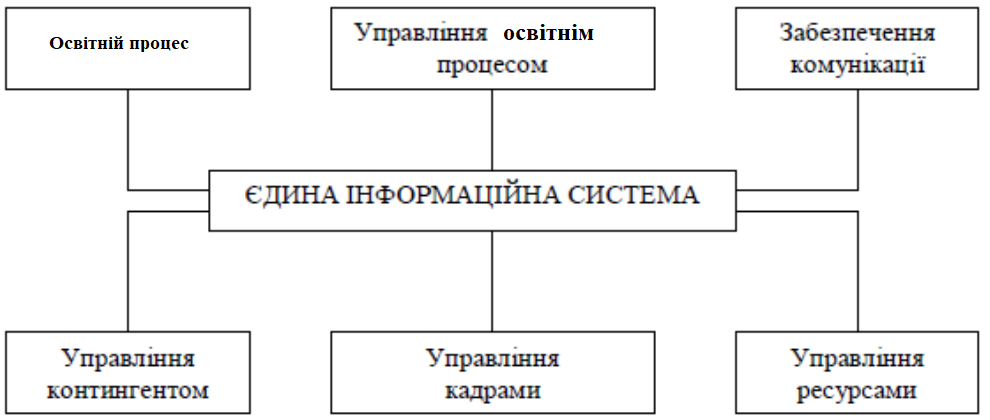 Освітній процес
Управління освітнім
процесом
Забезпечення
комунікації
ЄДИНА ІНФОРМАЦІЙНА СИСТЕМА
Управління
контингентом
Управління
кадрами
Управління
ресурсами